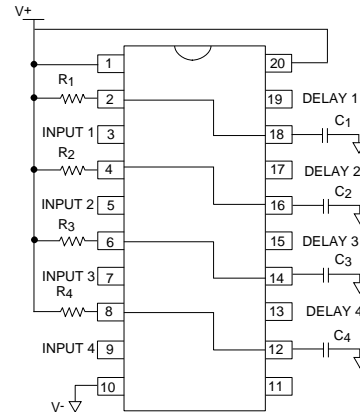 V+
1 20
R1
2 19 DELAY 1
INPUT 1 3 18 C1
R2
4 17 DELAY 2
INPUT 2 5 16 C2
R3
6 15 DELAY 3
INPUT 3 7 14 C3
R4
8 13 DELAY 4
INPUT 4 9 12 C4
V- 10 11